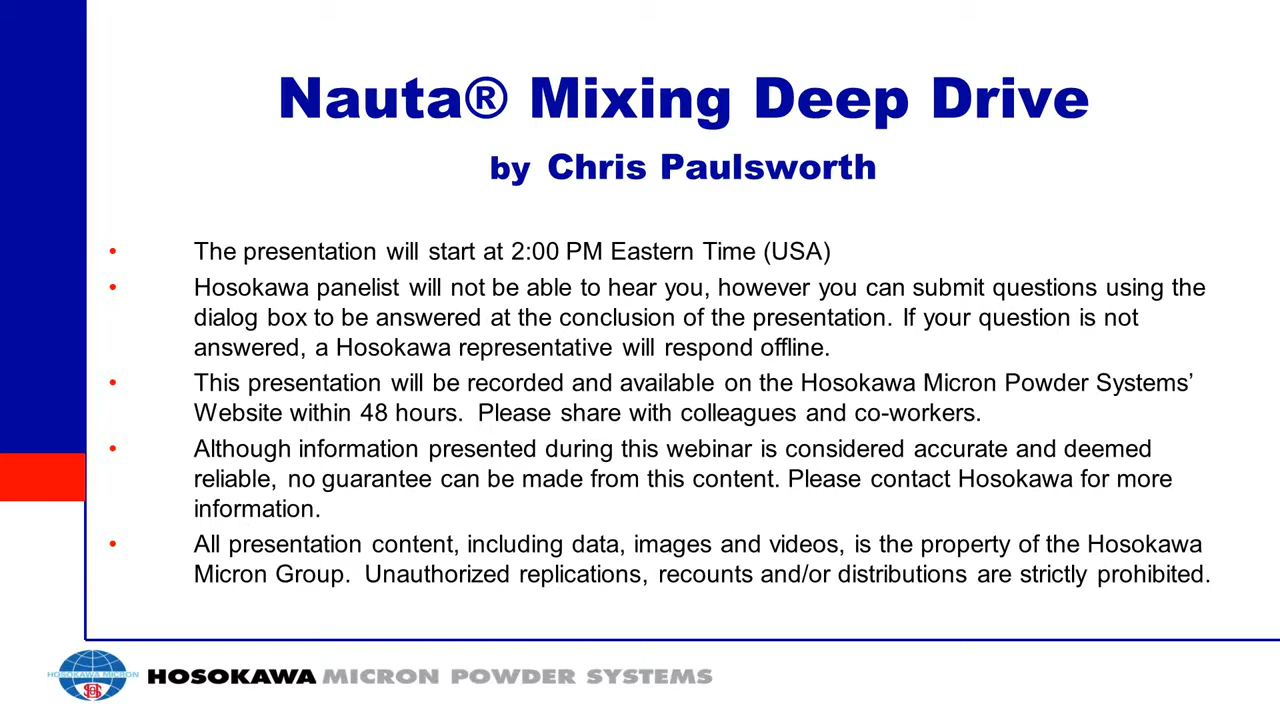 Nauta® Mixing Deep Drive
by Chris Paulsworth
• The presentation will start at 2:00 PM Eastern Time (USA)
• Hosokawa panelist will not be able to hear you, however you can submit questions using the
dialog box to be answered at the conclusion of the presentation. If your question is not
answered, a Hosokawa representative will respond offline.
• This presentation will be recorded and available on the Hosokawa Micron Powder Systems’
Website within 48 hours.  Please share with colleagues and co-workers.
• Although information presented during this webinar is considered accurate and deemed
reliable, no guarantee can be made from this content. Please contact Hosokawa for more
information.
• All presentation content, including data, images and videos, is the property of the Hosokawa
Micron Group.  Unauthorized replications, recounts and/or distributions are strictly prohibited.
HOSOKAWA MICRON
HOSOKAWA MICRON POWDER SYSTEMS